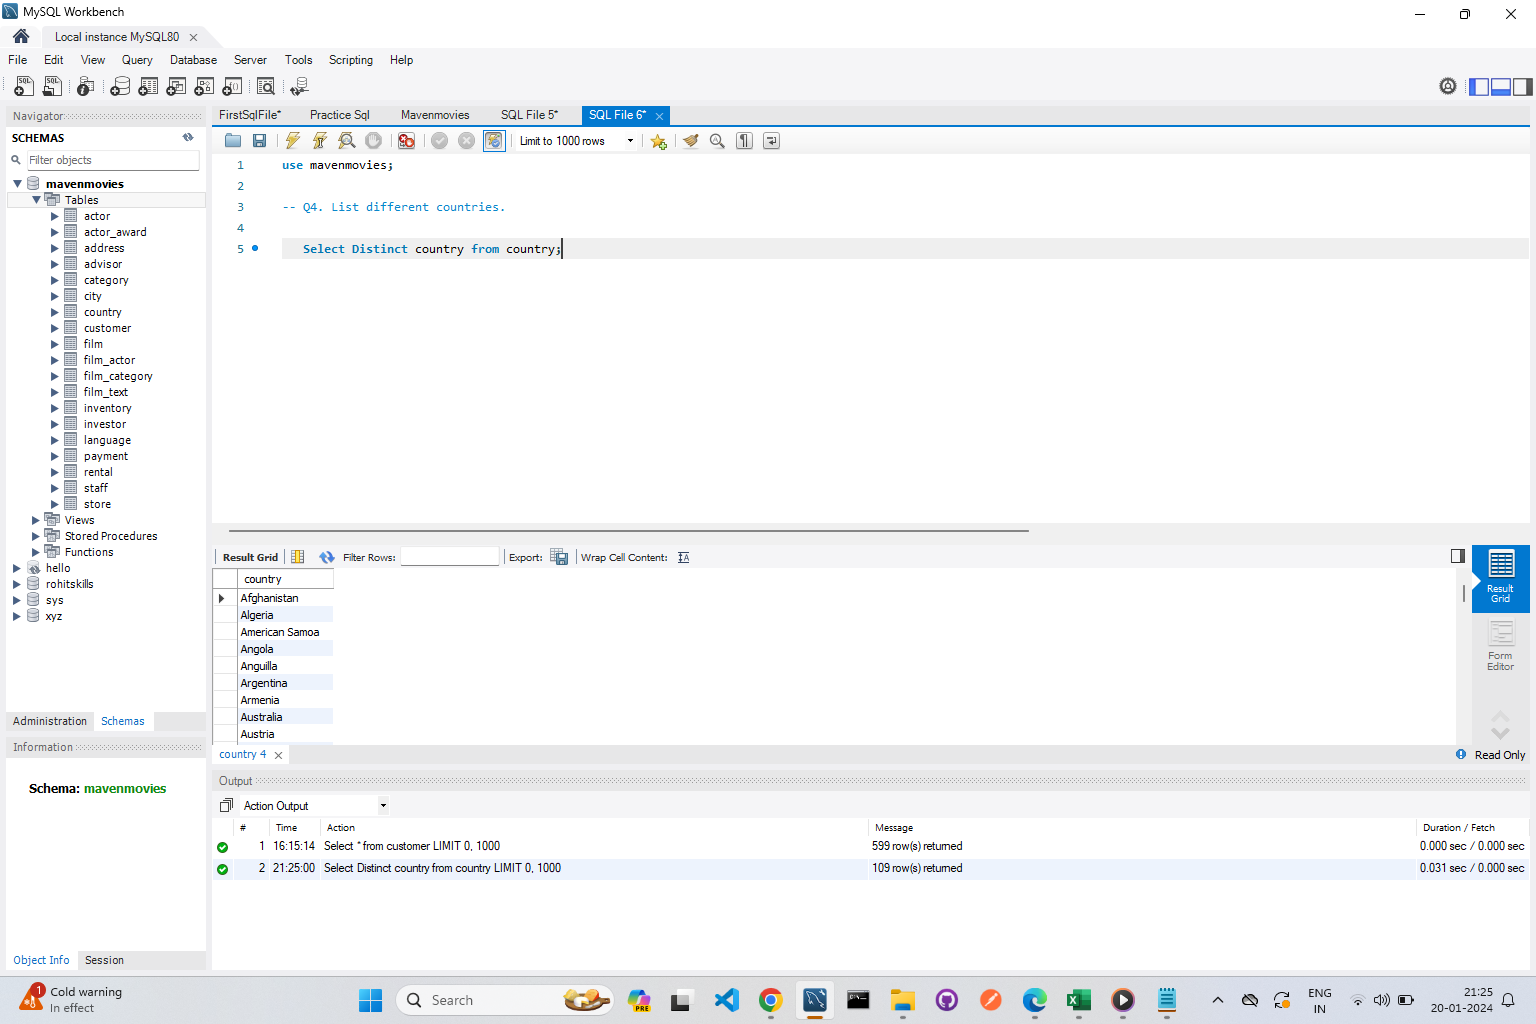 MySQL Workbench
Local instance MySQL80
File Edit View Query Database Server Tools Scripting Help
Navigator
SCHEMAS
Filter objects
mavenmovies
Tables
actor
actor_award
address
advisor
category
city
country
customer
film
film_actor
film_category
film_text
inventory
investor
language
payment
rental
staff
store
Views
Stored Procedures
Functions
hello
rohitskills
sys
xyz
Administration Schemas
Information
Schema: mavenmovies
Object Info Session
FirstSqlFile* Practice Sql Mavenmovies SQL File 5* SQL File 6*
Limit to 1000 rows
1 use mavenmovies;
2
3 -- Q4. List different countries.
4
5 Select Distinct country from country;
Result Grid Filter Rows: Export: Wrap Cell Content:
country
Afghanistan
Algeria
American Samoa
Angola
Anguilla
Argentina
Armenia
Australia
Austria
Result
Grid
Form
Editor
country 4
Read Only
Output
Action Output
# Time Action Message Duration / Fetch
1 16:15:14 Select * from customer LIMIT 0, 1000 599 row(s) returned 0.000 sec / 0.000 sec
2 21:25:00 Select Distinct country from country LIMIT 0, 1000 109 row(s) returned 0.031 sec / 0.000 sec
1
Cold warning
In effect
Search
PRE
ENG
IN
21:25
20-01-2024